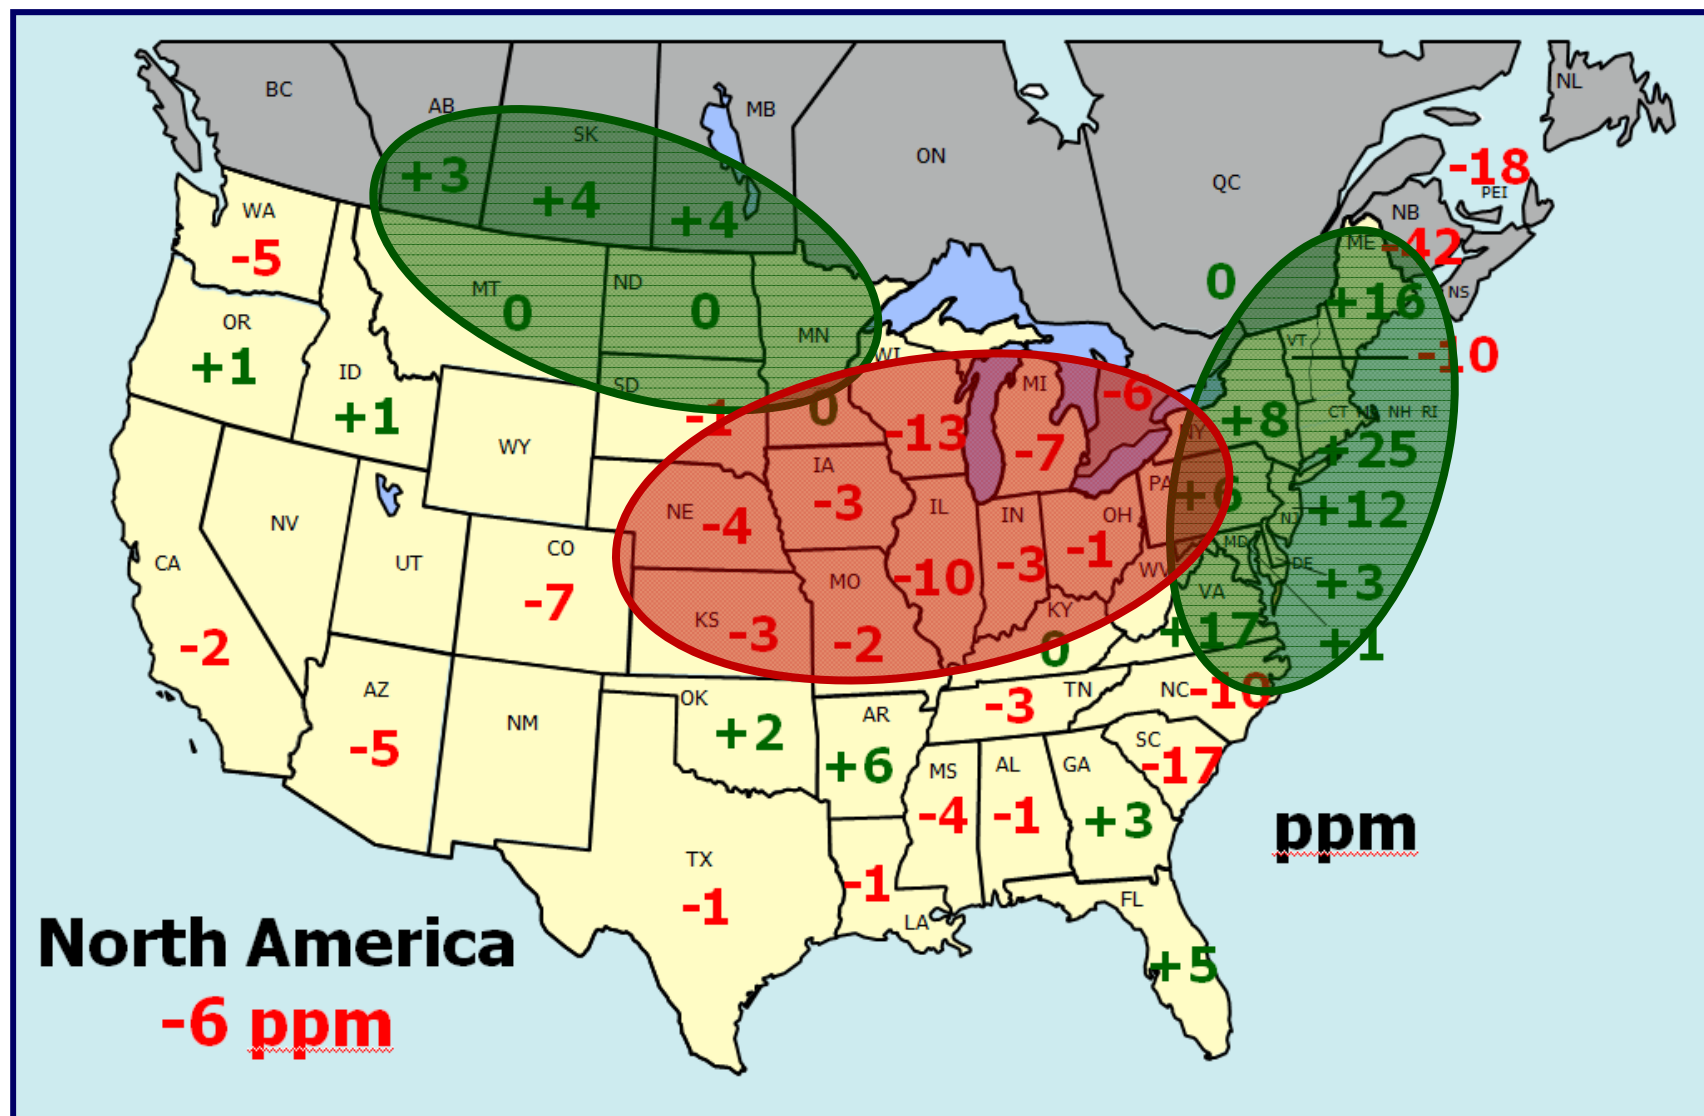 BC
AB
SK
MB
ON
QC
NL
+3
+4
+4
-18
PEI
NB
-42
ME
NS
WA
-5
MT
0
ND
0
MN
0
0
+16
OR
+1
ID
+1
SD
-1
WI
-13
MI
-7
-6
VT
-10
NY
+8
CT
NH
RI
+25
WY
NE
-4
IA
-3
IL
-10
IN
-3
OH
-1
PA
+6
NJ
+12
MD
DE
+3
+1
NV
UT
CO
-7
CA
-2
KS
-3
MO
-2
KY
0
WV
VA
+17
AZ
-5
NM
OK
+2
AR
+6
TN
-3
NC
-10
SC
-17
MS
-4
AL
-1
GA
+3
TX
-1
LA
-1
FL
+5
ppm
North America
-6 ppm